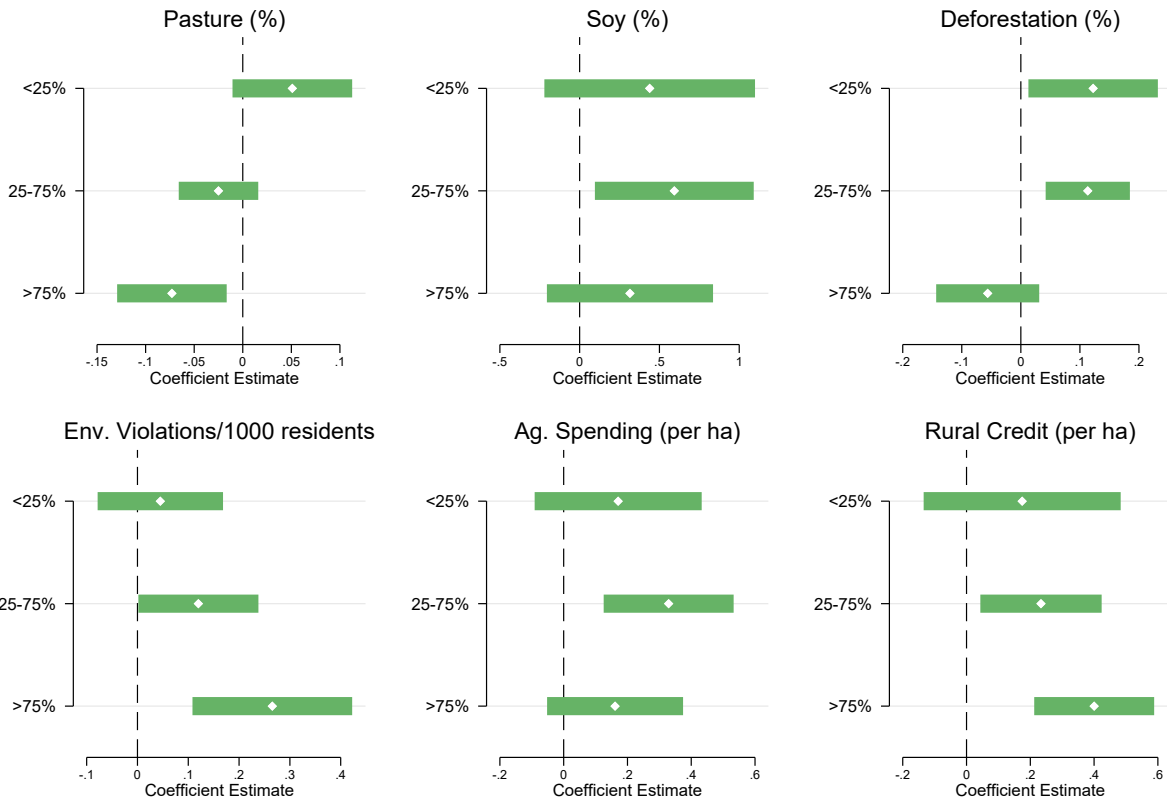 Pasture (%)
<25%
25-75%
>75%
-.15 -.1 -.05 0 .05 .1
Coefficient Estimate
Soy (%)
<25%
25-75%
>75%
-.5 0 .5 1
Coefficient Estimate
Deforestation (%)
<25%
25-75%
>75%
-.2 -.1 0 .1 .2
Coefficient Estimate
Env. Violations/1000 residents
<25%
25-75%
>75%
-.1 0 .1 .2 .3 .4
Coefficient Estimate
Ag. Spending (per ha)
<25%
25-75%
>75%
-.2 0 .2 .4 .6
Coefficient Estimate
Rural Credit (per ha)
<25%
25-75%
>75%
-.2 0 .2 .4 .6
Coefficient Estimate